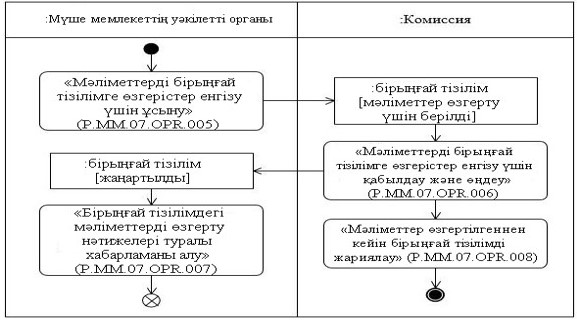 :Мүше мемлекеттің уәкілетті органы
:Комиссия
«Мәліметтерді бірыңғай
тізілімге өзгерістер енгізу
үшін ұсыну»
(P.MM.07.OPR.005)
:бірыңғай тізілім
[мәліметтер өзгерту
үшін берілді]
«Мәліметтерді бірыңғай
тізілімге өзгерістер енгізу үшін
қабылдау және өңдеу»
(P.MM.07.OPR.006)
:бірыңғай тізілім
[жаңартылды]
«Бірыңғай тізілімдегі
мәліметтерді өзгерту
нәтижелері туралы
хабарламаны алу»
(P.MM.07.OPR.007)
«Мәліметтер өзгертілгеннен
кейін бірыңғай тізілімді
жариялау» (P.MM.07.OPR.008)